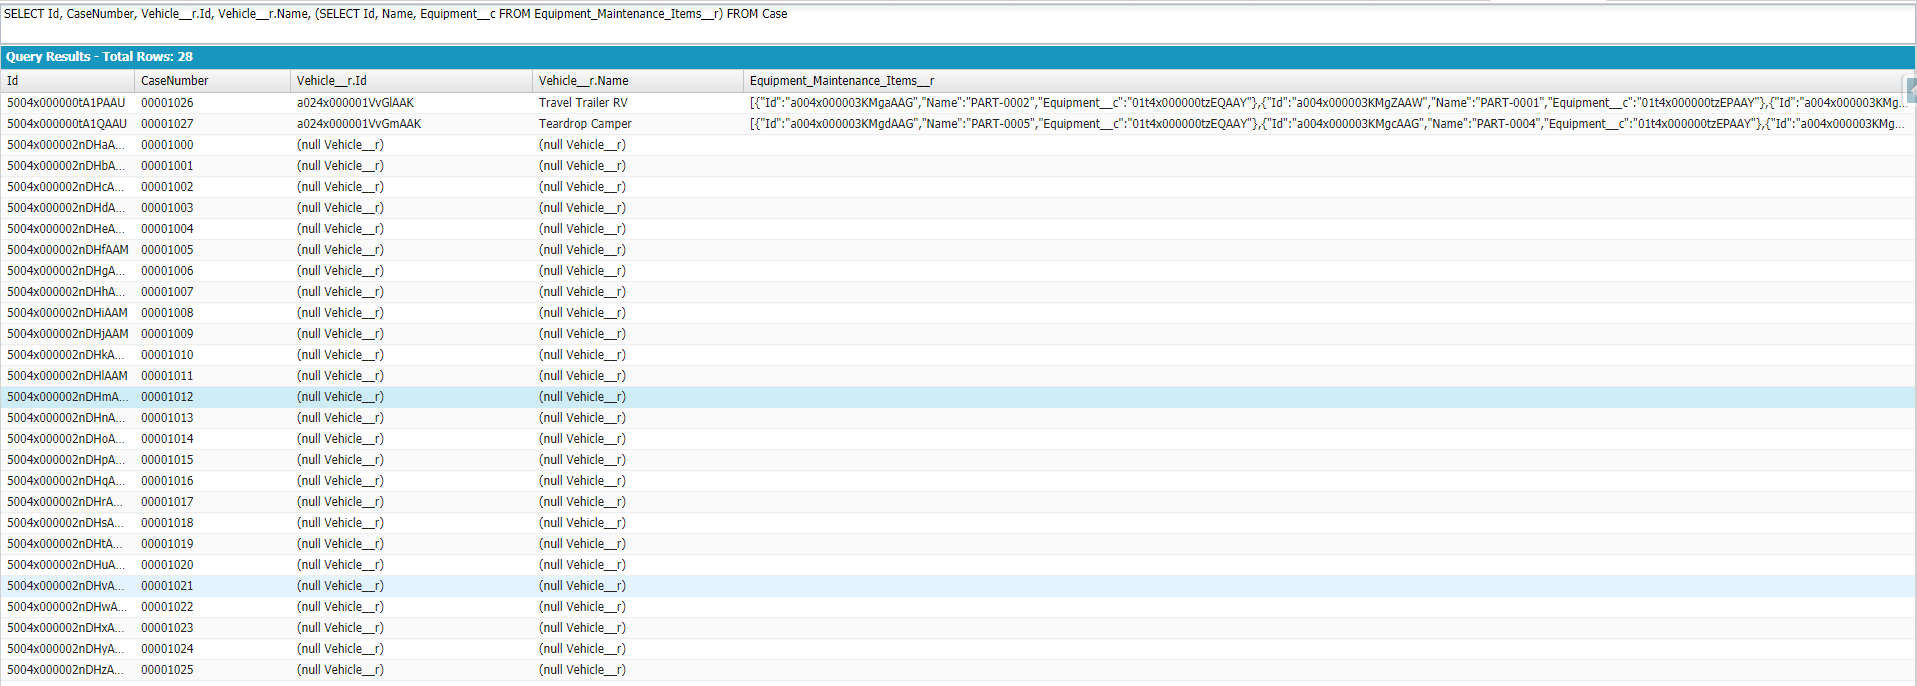 SELECT Id, CaseNumber, Vehicle__r.Id, Vehicle__r.Name, (SELECT Id, Name, Equipment__c FROM Equipment_Maintenance_Items__r) FROM Case
Query Results - Total Rows: 28
Id CaseNumber Vehicle__r.Id Vehicle__r.Name Equipment_Maintenance_Items__r
5004x000000tA1PAAU 00001026 a024x000001VvGlAAK Travel Trailer RV [{"Id":"a004x000003KMgaAAG","Name":"PART-0002","Equipment__c":"01t4x000000tzEQAAY"},{"Id":"a004x000003KMgZAAW","Name":"PART-0001","Equipment__c":"01t4x000000tzEPAAY"},{"Id":"a004x000003KMg...
5004x000000tA1QAAU 00001027 a024x000001VvGmAAK Teardrop Camper [{"Id":"a004x000003KMgdAAG","Name":"PART-0005","Equipment__c":"01t4x000000tzEQAAY"},{"Id":"a004x000003KMgcAAG","Name":"PART-0004","Equipment__c":"01t4x000000tzEPAAY"},{"Id":"a004x000003KMg...
5004x000002nDHaA... 00001000 (null Vehicle__r) (null Vehicle__r)
5004x000002nDHbA... 00001001 (null Vehicle__r) (null Vehicle__r)
5004x000002nDHcA... 00001002 (null Vehicle__r) (null Vehicle__r)
5004x000002nDHdA... 00001003 (null Vehicle__r) (null Vehicle__r)
5004x000002nDHeA... 00001004 (null Vehicle__r) (null Vehicle__r)
5004x000002nDHfAAM 00001005 (null Vehicle__r) (null Vehicle__r)
5004x000002nDHgA... 00001006 (null Vehicle__r) (null Vehicle__r)
5004x000002nDHhA... 00001007 (null Vehicle__r) (null Vehicle__r)
5004x000002nDHiAAM 00001008 (null Vehicle__r) (null Vehicle__r)
5004x000002nDHjAAM 00001009 (null Vehicle__r) (null Vehicle__r)
5004x000002nDHkA... 00001010 (null Vehicle__r) (null Vehicle__r)
5004x000002nDHlAAM 00001011 (null Vehicle__r) (null Vehicle__r)
5004x000002nDHmA... 00001012 (null Vehicle__r) (null Vehicle__r)
5004x000002nDHnA... 00001013 (null Vehicle__r) (null Vehicle__r)
5004x000002nDHoA... 00001014 (null Vehicle__r) (null Vehicle__r)
5004x000002nDHpA... 00001015 (null Vehicle__r) (null Vehicle__r)
5004x000002nDHqA... 00001016 (null Vehicle__r) (null Vehicle__r)
5004x000002nDHrA... 00001017 (null Vehicle__r) (null Vehicle__r)
5004x000002nDHsA... 00001018 (null Vehicle__r) (null Vehicle__r)
5004x000002nDHtA... 00001019 (null Vehicle__r) (null Vehicle__r)
5004x000002nDHuA... 00001020 (null Vehicle__r) (null Vehicle__r)
5004x000002nDHvA... 00001021 (null Vehicle__r) (null Vehicle__r)
5004x000002nDHwA... 00001022 (null Vehicle__r) (null Vehicle__r)
5004x000002nDHxA... 00001023 (null Vehicle__r) (null Vehicle__r)
5004x000002nDHyA... 00001024 (null Vehicle__r) (null Vehicle__r)
5004x000002nDHzA... 00001025 (null Vehicle__r) (null Vehicle__r)